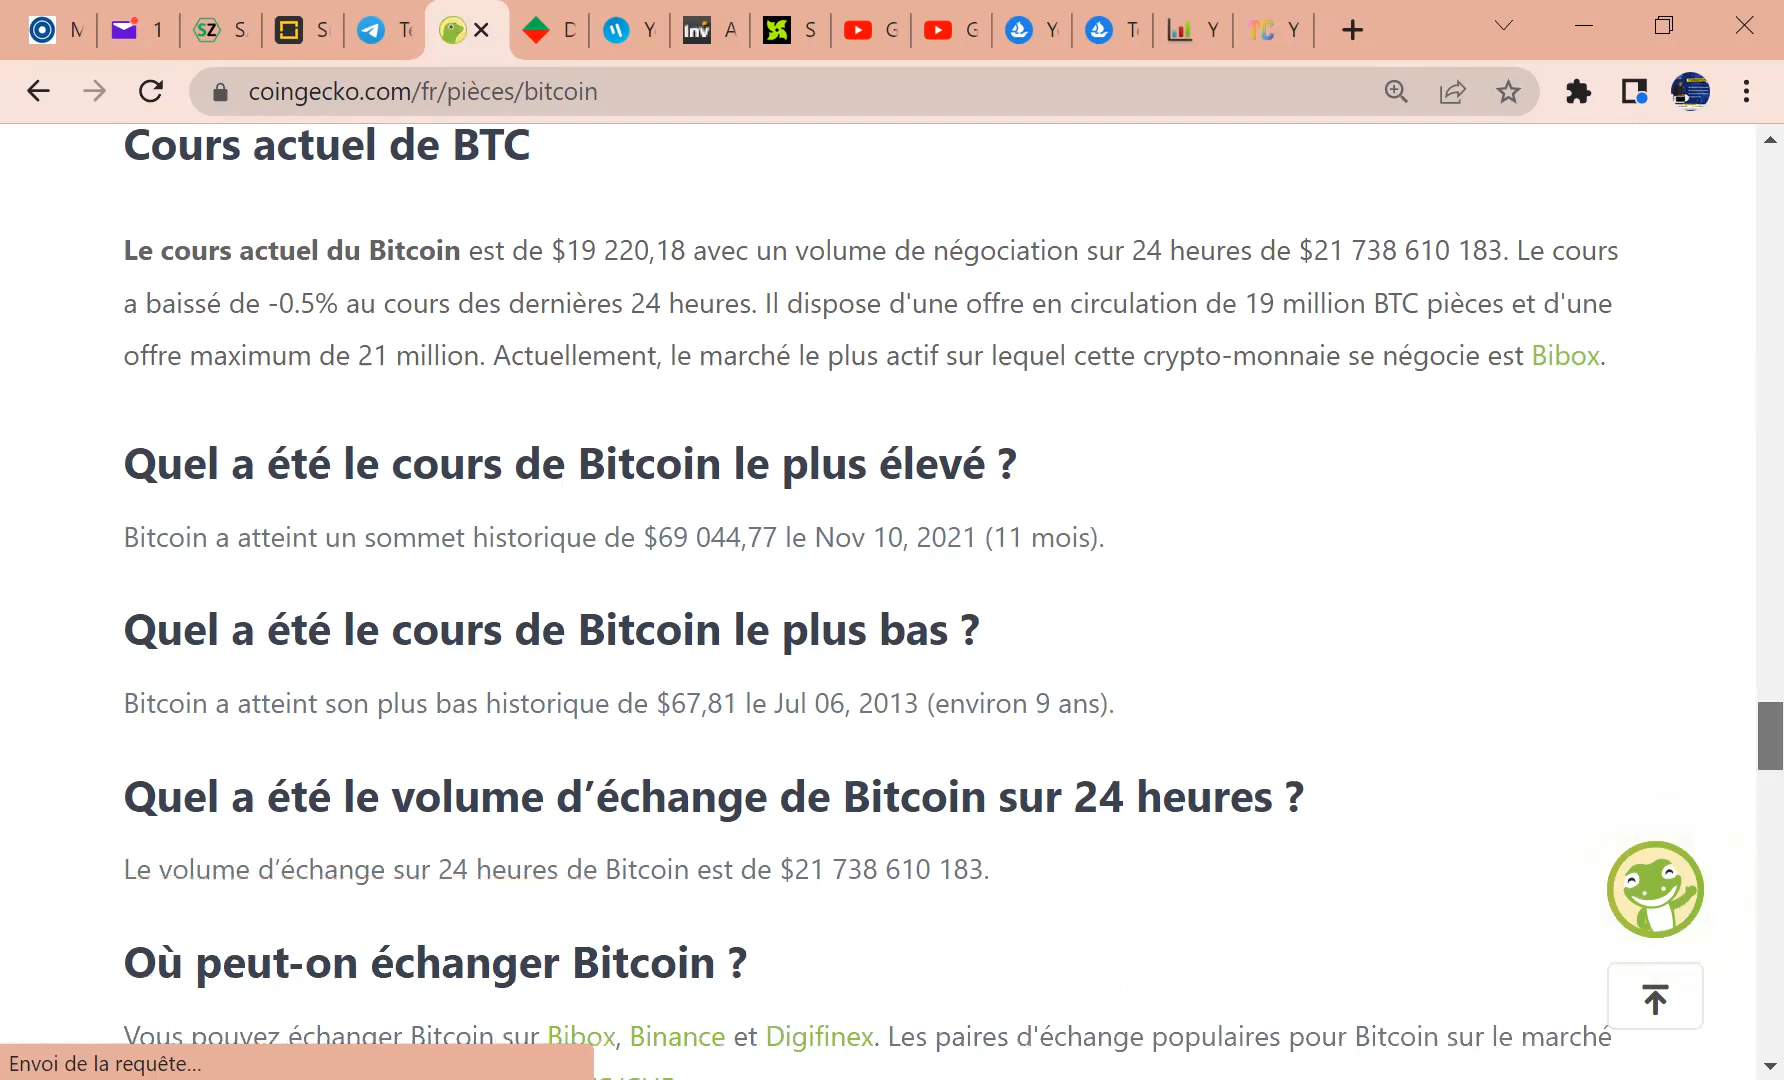 M 1 S. S Te D Y Inv A S G G Y To Y Y
coingecko.com/fr/pièces/bitcoin
Cours actuel de BTC
Le cours actuel du Bitcoin est de $19 220,18 avec un volume de négociation sur 24 heures de $21 738 610 183. Le cours
a baissé de -0.5% au cours des dernières 24 heures. Il dispose d'une offre en circulation de 19 million BTC pièces et d'une
offre maximum de 21 million. Actuellement, le marché le plus actif sur lequel cette crypto-monnaie se négocie est Bibox.
Quel a été le cours de Bitcoin le plus élevé ?
Bitcoin a atteint un sommet historique de $69 044,77 le Nov 10, 2021 (11 mois).
Quel a été le cours de Bitcoin le plus bas ?
Bitcoin a atteint son plus bas historique de $67,81 le Jul 06, 2013 (environ 9 ans).
Quel a été le volume d’échange de Bitcoin sur 24 heures ?
Le volume d’échange sur 24 heures de Bitcoin est de $21 738 610 183.
Où peut-on échanger Bitcoin ?
Vous pouvez échanger Bitcoin sur Bibox, Binance et Digifinex. Les paires d'échange populaires pour Bitcoin sur le marché
Envoi de la requête...